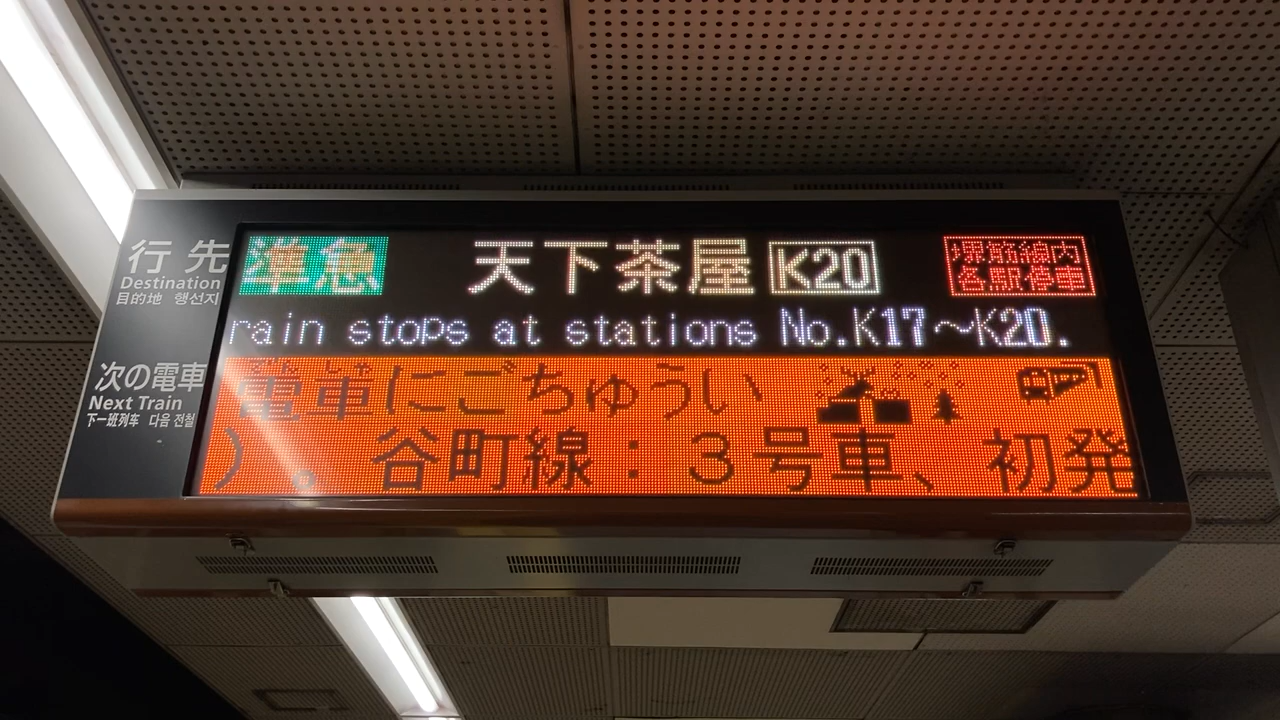 行先
Destination
目的地 행선지
準急 天下茶屋 K20 堺筋線内
各駅停車
rain stops at stations No.K17～K20.
次の電車
Next Train
下一班列车 다음 전철
電車にごちゅうい
)。谷町線：３号車、初発